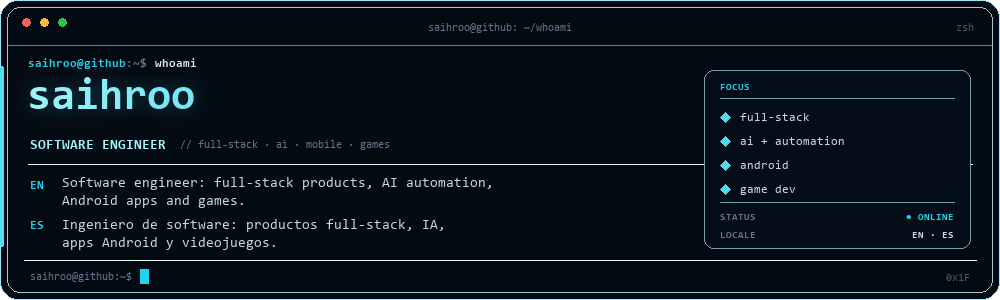 saihroo@github: ~/whoami
zsh
saihroo@github:~$ whoami
saihroo
SOFTWARE ENGINEER // full-stack · ai · mobile · games
EN Software engineer: full-stack products, AI automation,
Android apps and games.
ES Ingeniero de software: productos full-stack, IA,
apps Android y videojuegos.
FOCUS
full-stack
ai + automation
android
game dev
STATUS ● ONLINE
LOCALE EN · ES
saihroo@github:~$
0x1F